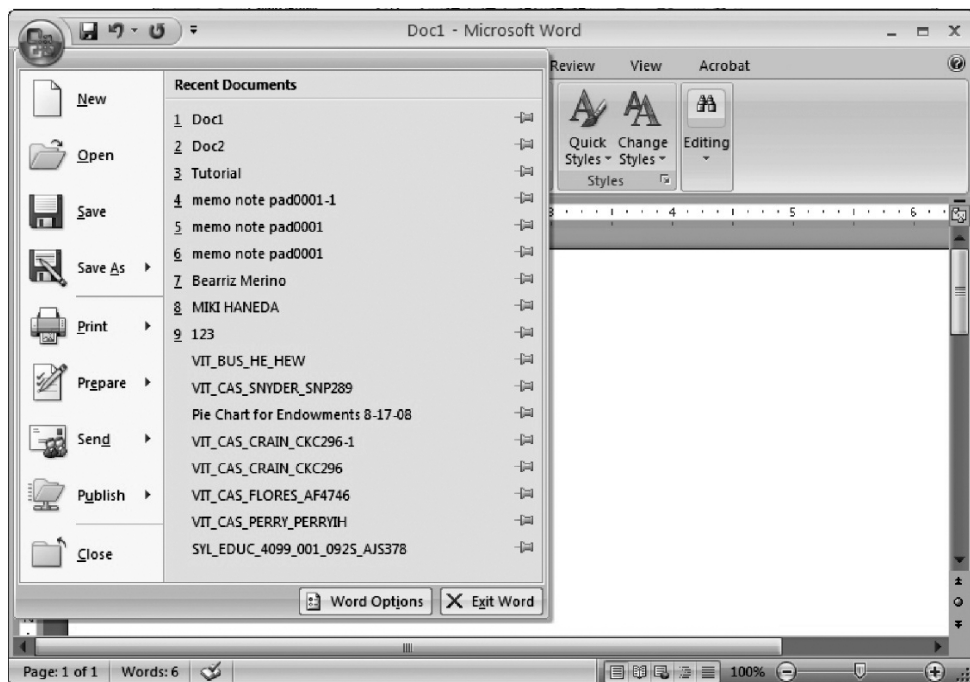 Doc1 - Microsoft Word
Review View Acrobat
New
Open
Save
Save As
Print
Prepare
Send
Publish
Close
Recent Documents
1 Doc1
2 Doc2
3 Tutorial
4 memo note pad0001-1
5 memo note pad0001
6 memo note pad0001
7 Bearriz Merino
8 MIKI HANEDA
9 123
VIT_BUS_HE_HEW
VIT_CAS_SNYDER_SNP289
Pie Chart for Endowments 8-17-08
VIT_CAS_CRAIN_CKC296-1
VIT_CAS_CRAIN_CKC296
VIT_CAS_FLORES_AF4746
VIT_CAS_PERRY_PERRYIH
SYL_EDUC_4099_001_092S_AJS378
Word Options
Exit Word
Quick Styles
Change Styles
Editing
Styles
3 4 5 6
Page: 1 of 1 Words: 6 100%